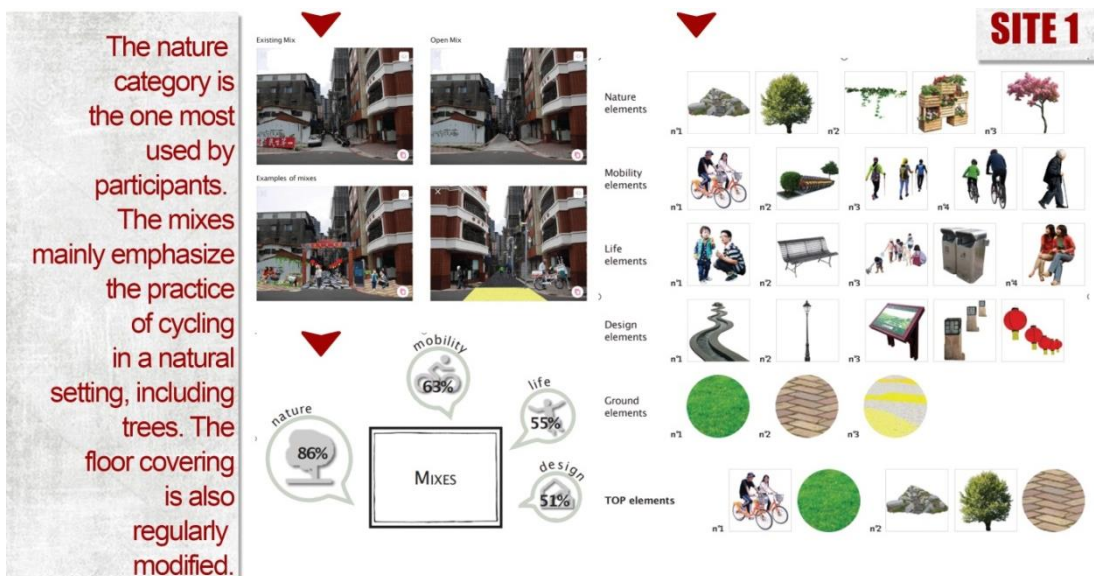 The nature
category is
the one most
used by
participants.
The mixes
mainly emphasize
the practice
of cycling
in a natural
setting, including
trees. The
floor covering
is also
regularly
modified.
Existing Mix
Open Mix
Examples of mixes
mobility
63%
life
55%
nature
86%
design
51%
MIXES
SITE 1
Nature
elements
n°1
n°2
n°3
Mobility
elements
n°1
n°2
n°3
n°4
Life
elements
n°1
n°2
n°3
n°4
Design
elements
n°1
n°2
n°3
Ground
elements
n°1
n°2
n°3
TOP elements
n°1
n°2